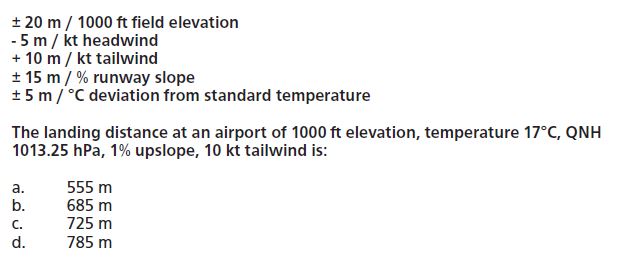 ± 20 m / 1000 ft field elevation
- 5 m / kt headwind
+ 10 m / kt tailwind
± 15 m / % runway slope
± 5 m / °C deviation from standard temperature
The landing distance at an airport of 1000 ft elevation, temperature 17°C, QNH
1013.25 hPa, 1% upslope, 10 kt tailwind is:
a. 555 m
b. 685 m
c. 725 m
d. 785 m